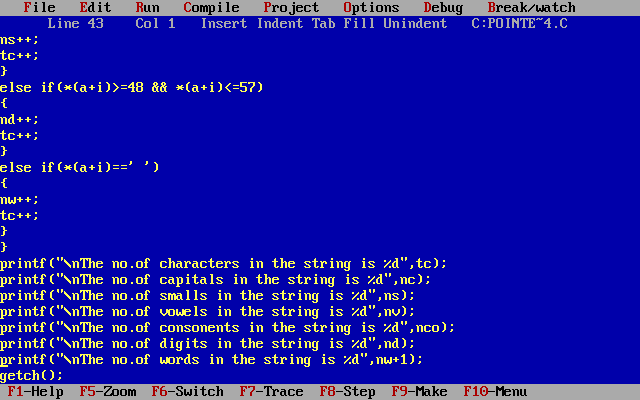 File Edit Run Compile Project Options Debug Break/watch
Line 43 Col 1 Insert Indent Tab Fill Unindent C:POINTE~4.C
ns++;
tc++;
}
else if(*(a+i)>=48 && *(a+i)<=57)
{
nd++;
tc++;
}
else if(*(a+i)==' ')
{
nw++;
tc++;
}
}
printf("\nThe no.of characters in the string is %d",tc);
printf("\nThe no.of capitals in the string is %d",nc);
printf("\nThe no.of smalls in the string is %d",ns);
printf("\nThe no.of vowels in the string is %d",nv);
printf("\nThe no.of consonents in the string is %d",nco);
printf("\nThe no.of digits in the string is %d",nd);
printf("\nThe no.of words in the string is %d",nw+1);
getch();
F1-Help F5-Zoom F6-Switch F7-Trace F8-Step F9-Make F10-Menu